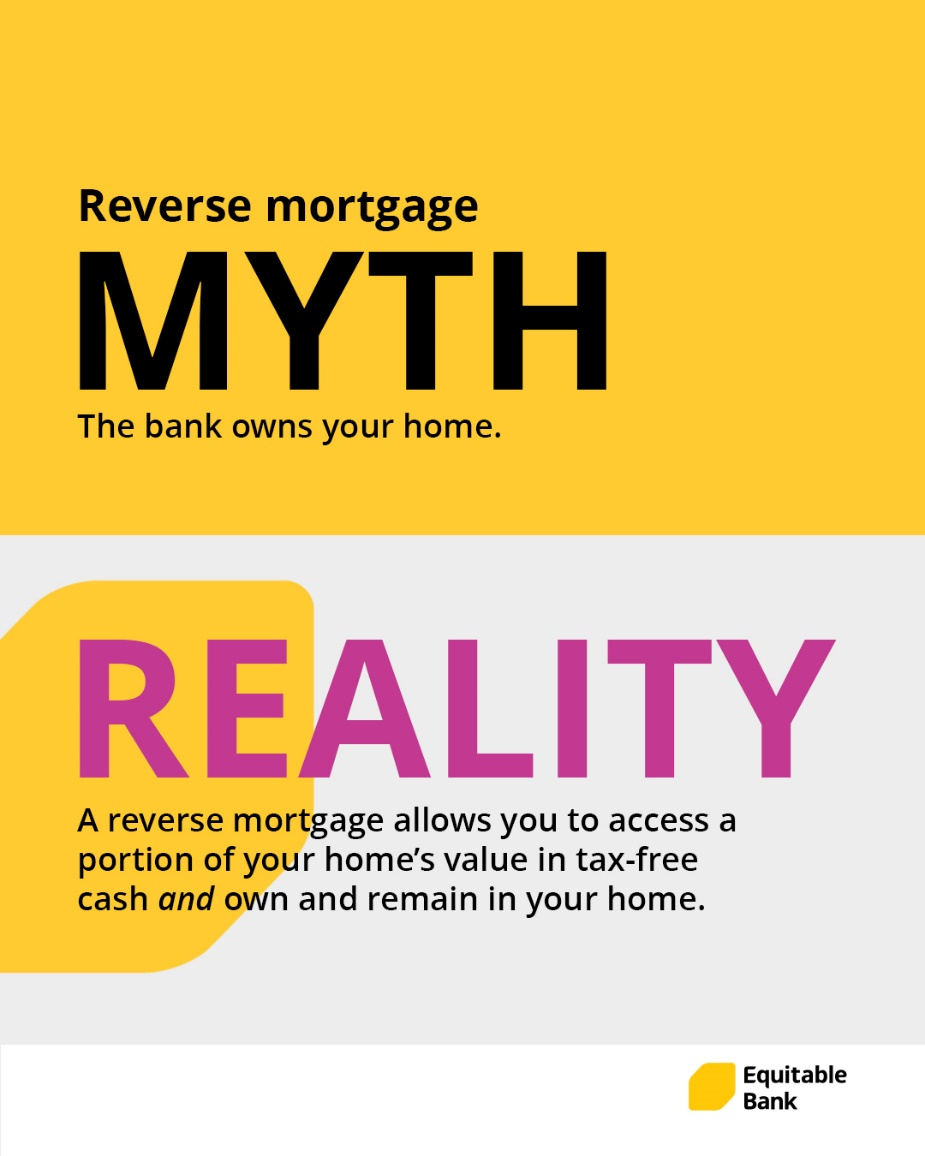 Reverse mortgage
MYTH
The bank owns your home.
REALITY
A reverse mortgage allows you to access a
portion of your home’s value in tax-free
cash and own and remain in your home.
Equitable
Bank